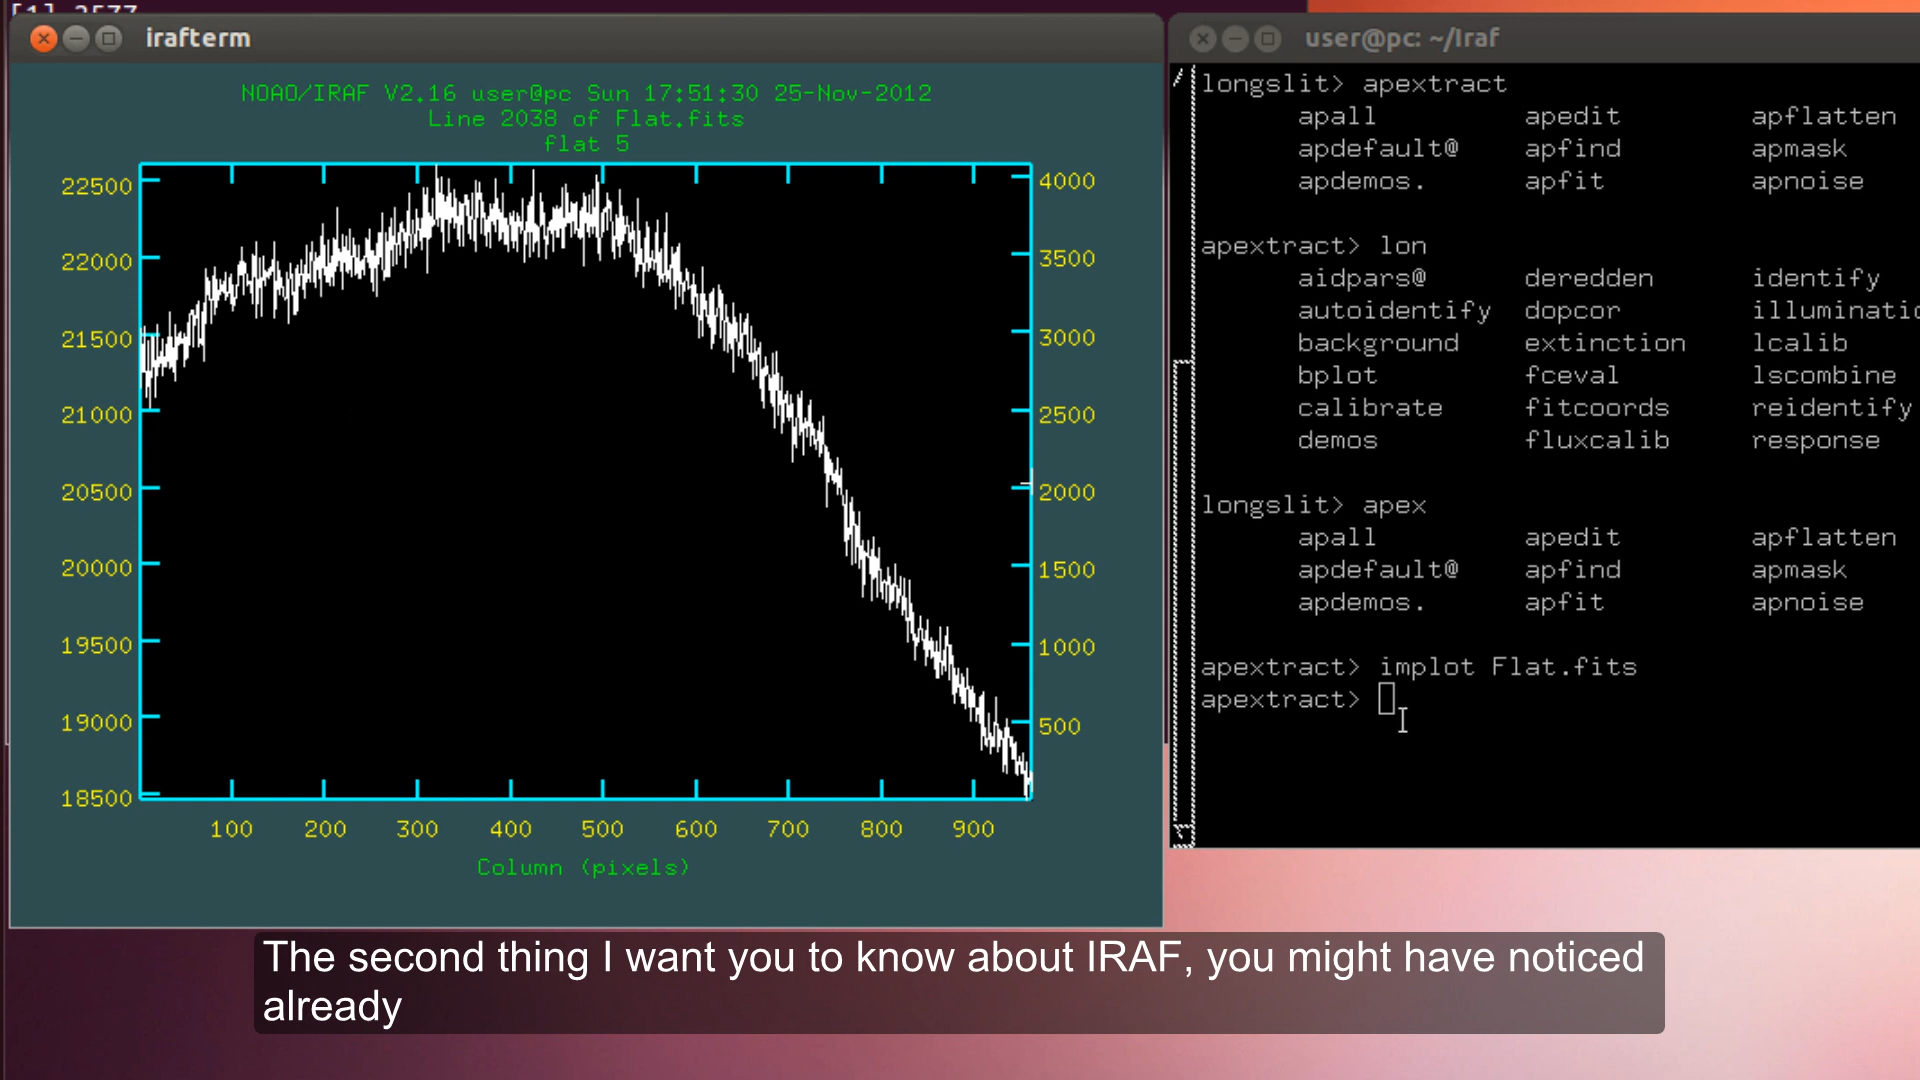 [1] 3577
irafterm
NOAO/IRAF V2.16 user@pc Sun 17:51:30 25-Nov-2012
Line 2038 of Flat.fits
flat 5
22500
22000
21500
21000
20500
20000
19500
19000
18500
4000
3500
3000
2500
2000
1500
1000
500
100 200 300 400 500 600 700 800 900
Column (pixels)
user@pc: ~/Iraf
longslit> apextract
apall apedit apflatten
apdefault@ apfind apmask
apdemos. apfit apnoise
apextract> lon
aidpars@ deredden identify
autoidentify dopcor illuminatio
background extinction lcalib
bplot fceval lscombine
calibrate fitcoords reidentify
demos fluxcalib response
longslit> apex
apall apedit apflatten
apdefault@ apfind apmask
apdemos. apfit apnoise
apextract> implot Flat.fits
apextract>
The second thing I want you to know about IRAF, you might have noticed
already